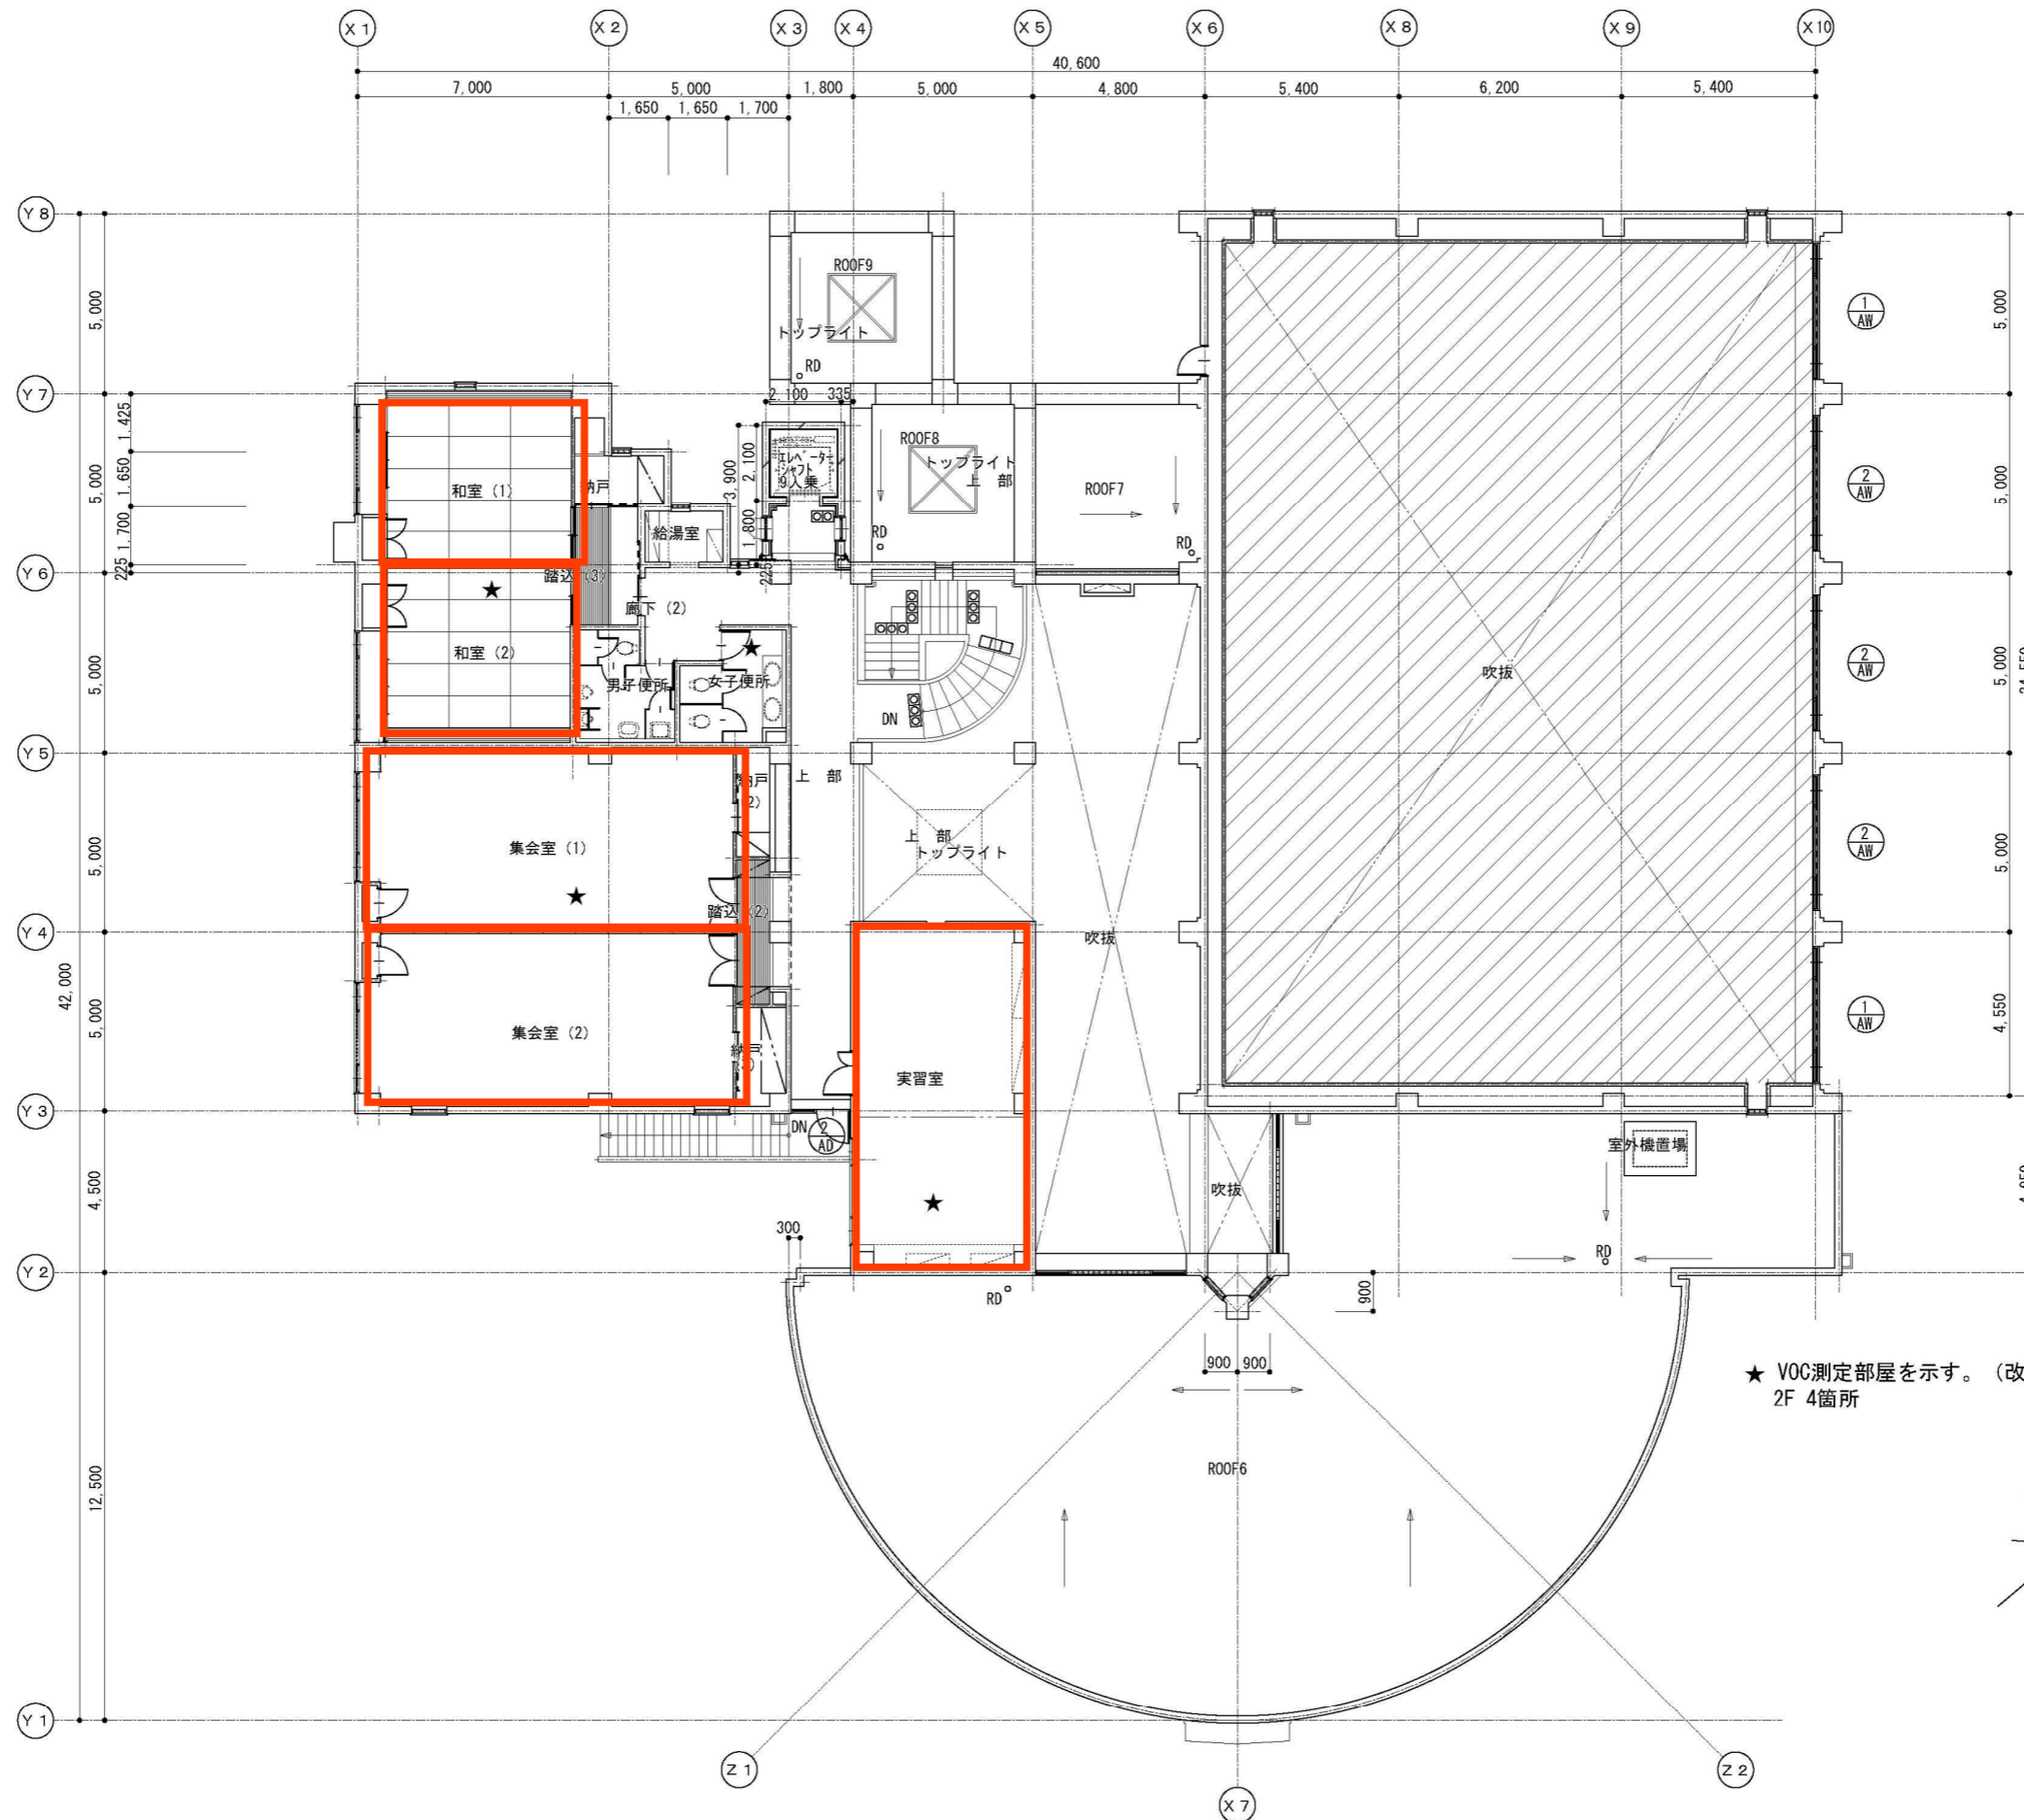 X1 X2 X3 X4 X5 X6 X8 X9 X10
40,600
7,000 5,000 1,800 5,000 4,800 5,400 6,200 5,400
1,650 1,650 1,700
Y8
ROOF9
5,000
トップライト
1
AW
5,000
RD
Y7
2,100 335
1,425
ROOF8
トップライト
上 部
エレベーター
シャフト
9人乗
2,100
3,900
和室 (1)
納戸
ROOF7
5,000
1,650
2
AW
5,000
給湯室
1,800
RD
RD
1,700
225
Y6
踏込 (3)
225
廊下 (2)
和室 (2)
男子便所
女子便所
吹抜
2
AW
5,000
5,000
DN
Y5
納戸
(2)
上 部
上 部
トップライト
集会室 (1)
2
AW
5,000
5,000
踏込 (2)
Y4
吹抜
42,000
5,000
集会室 (2)
納戸
実習室
1
AW
4,550
Y3
DN
2
AD
室外機置場
4,500
吹抜
★
300
RD
Y2
RD
900
900 900
★ VOC測定部屋を示す。 (改
2F 4箇所
ROOF6
12,500
Y1
Z1 Z2
X7